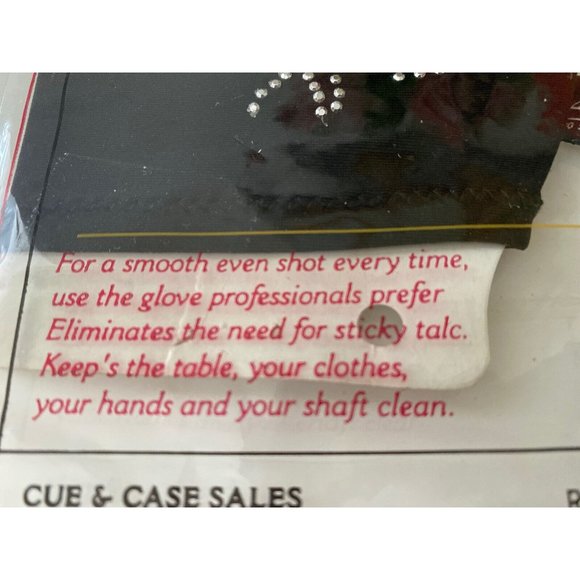 For a smooth even shot every time,
use the glove professionals prefer
Eliminates the need for sticky talc.
Keep's the table, your clothes,
your hands and your shaft clean.
CUE & CASE SALES